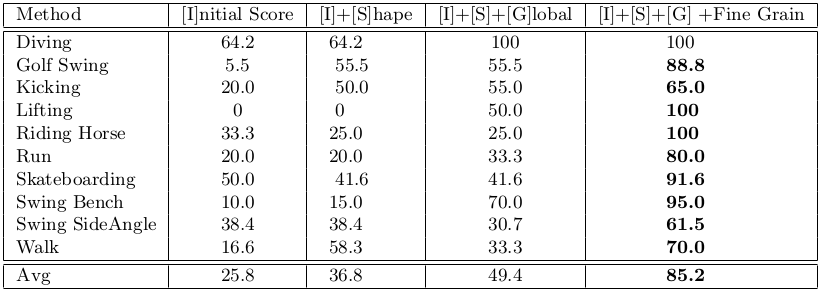 Method [I]nitial Score [I]+[S]hape [I]+[S]+[G]lobal [I]+[S]+[G] +Fine Grain
Diving 64.2 64.2 100 100
Golf Swing 5.5 55.5 55.5 88.8
Kicking 20.0 50.0 55.0 65.0
Lifting 0 0 50.0 100
Riding Horse 33.3 25.0 25.0 100
Run 20.0 20.0 33.3 80.0
Skateboarding 50.0 41.6 41.6 91.6
Swing Bench 10.0 15.0 70.0 95.0
Swing SideAngle 38.4 38.4 30.7 61.5
Walk 16.6 58.3 33.3 70.0
Avg 25.8 36.8 49.4 85.2